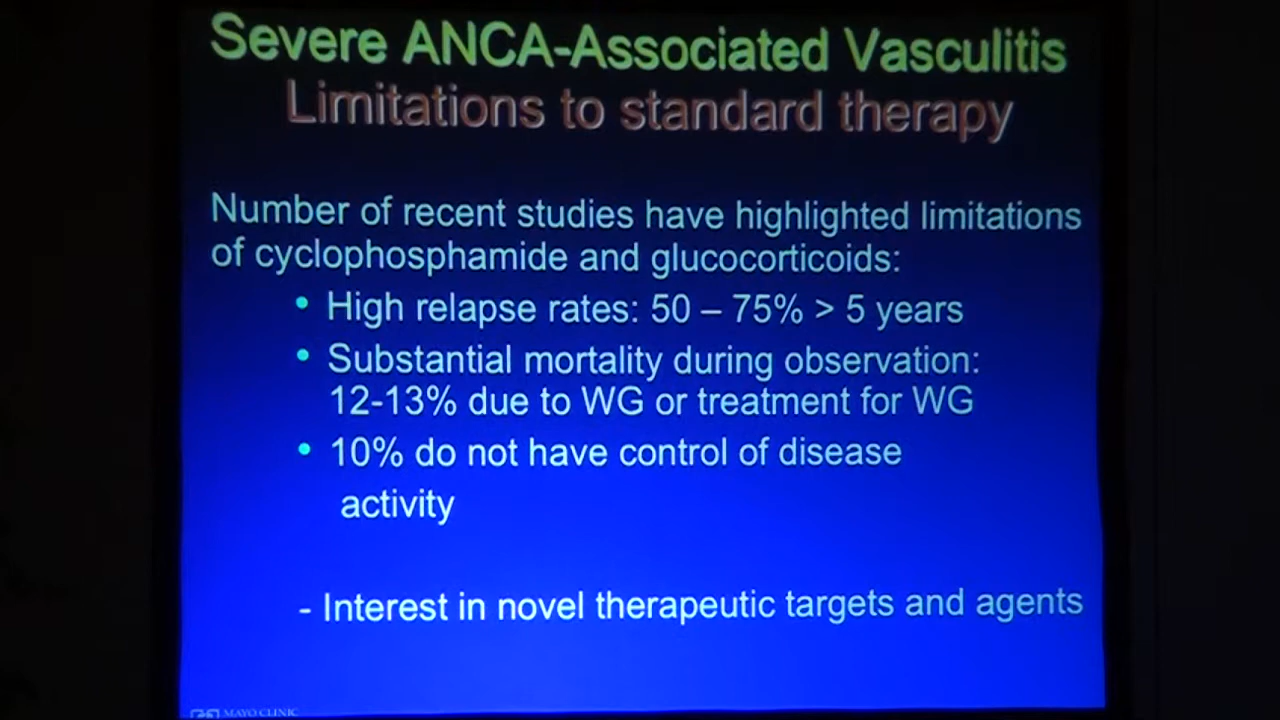 Severe ANCA-Associated Vasculitis
Limitations to standard therapy
Number of recent studies have highlighted limitations
of cyclophosphamide and glucocorticoids:
• High relapse rates: 50 – 75% > 5 years
• Substantial mortality during observation:
12-13% due to WG or treatment for WG
• 10% do not have control of disease
activity
- Interest in novel therapeutic targets and agents
MAYO CLINIC